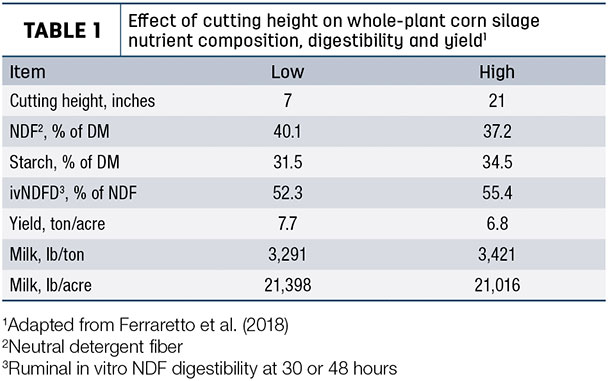 TABLE 1
Effect of cutting height on whole-plant corn silage
nutrient composition, digestibility and yield¹
Item Low High
Cutting height, inches 7 21
NDF², % of DM 40.1 37.2
Starch, % of DM 31.5 34.5
ivNDFD³, % of NDF 52.3 55.4
Yield, ton/acre 7.7 6.8
Milk, lb/ton 3,291 3,421
Milk, lb/acre 21,398 21,016
¹Adapted from Ferraretto et al. (2018)
²Neutral detergent fiber
³Ruminal in vitro NDF digestibility at 30 or 48 hours